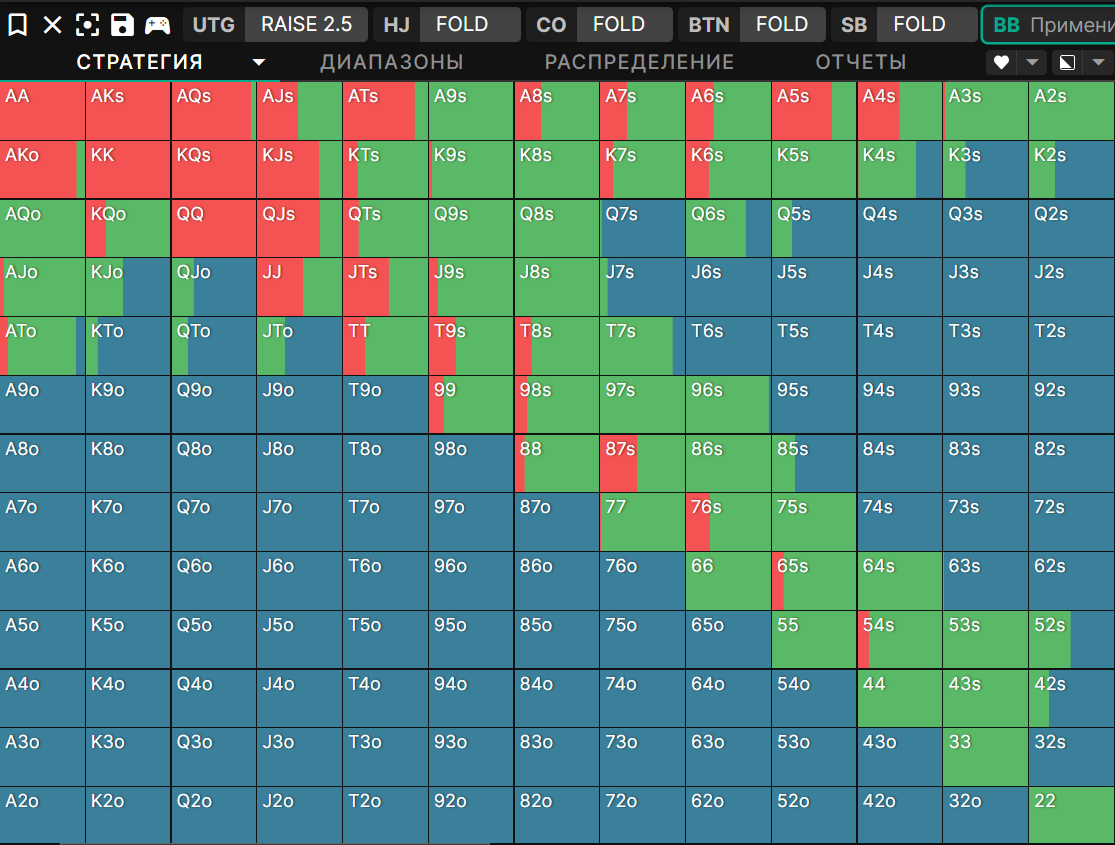 UTG RAISE 2.5 HJ FOLD CO FOLD BTN FOLD SB FOLD BB Примени
СТРАТЕГИЯ ДИАПАЗОНЫ РАСПРЕДЕЛЕНИЕ ОТЧЕТЫ
AA AKs AQs AJs ATs A9s A8s A7s A6s A5s A4s A3s A2s
AKo KK KQs KJs KTs K9s K8s K7s K6s K5s K4s K3s K2s
AQo KQo QQ QJs QTs Q9s Q8s Q7s Q6s Q5s Q4s Q3s Q2s
AJo KJo QJo JJ JTs J9s J8s J7s J6s J5s J4s J3s J2s
ATo KTo QTo JTo TT T9s T8s T7s T6s T5s T4s T3s T2s
A9o K9o Q9o J9o T9o 99 98s 97s 96s 95s 94s 93s 92s
A8o K8o Q8o J8o T8o 98o 88 87s 86s 85s 84s 83s 82s
A7o K7o Q7o J7o T7o 97o 87o 77 76s 75s 74s 73s 72s
A6o K6o Q6o J6o T6o 96o 86o 76o 66 65s 64s 63s 62s
A5o K5o Q5o J5o T5o 95o 85o 75o 65o 55 54s 53s 52s
A4o K4o Q4o J4o T4o 94o 84o 74o 64o 54o 44 43s 42s
A3o K3o Q3o J3o T3o 93o 83o 73o 63o 53o 43o 33 32s
A2o K2o Q2o J2o T2o 92o 82o 72o 62o 52o 42o 32o 22